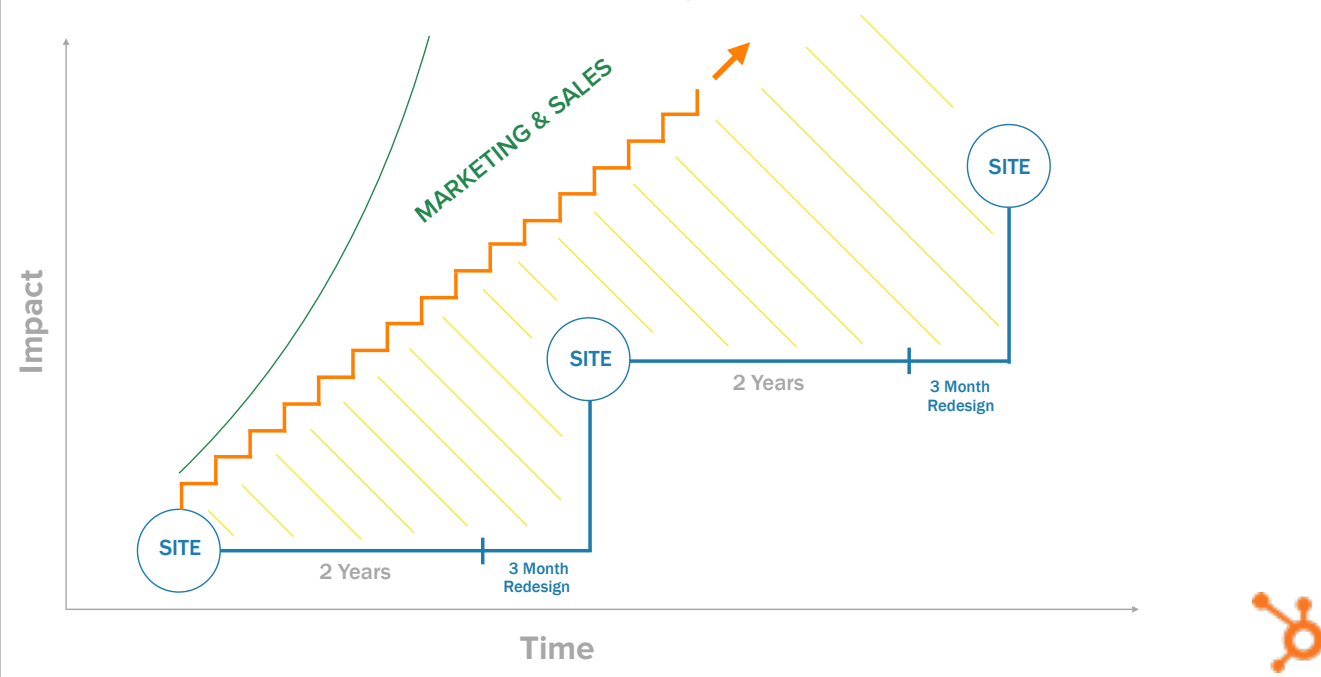 MARKETING & SALES
SITE
Impact
SITE
2 Years
3 Month
Redesign
SITE
2 Years
3 Month
Redesign
Time